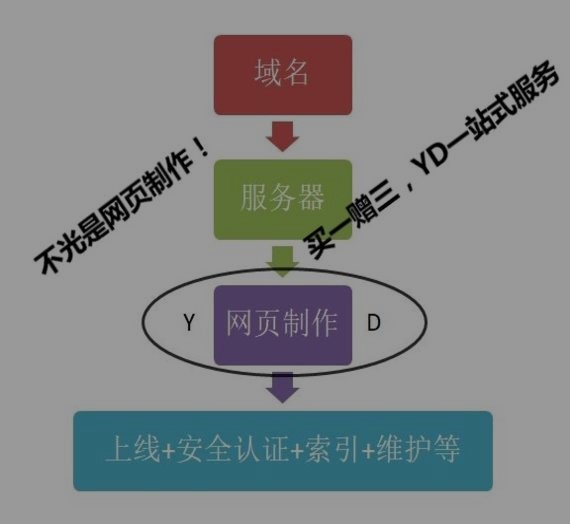 域名
不光是网页制作！
买一赠三，YD一站式服务
服务器
Y 网页制作 D
上线+安全认证+索引+维护等